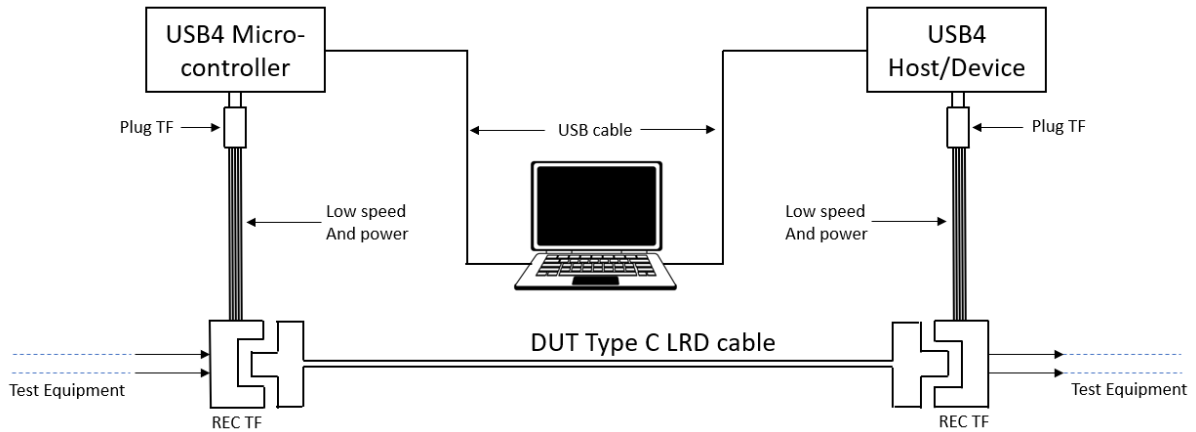 USB4 Micro-
controller
USB4
Host/Device
Plug TF
USB cable
Plug TF
Low speed
And power
Low speed
And power
DUT Type C LRD cable
Test Equipment
Test Equipment
REC TF
REC TF